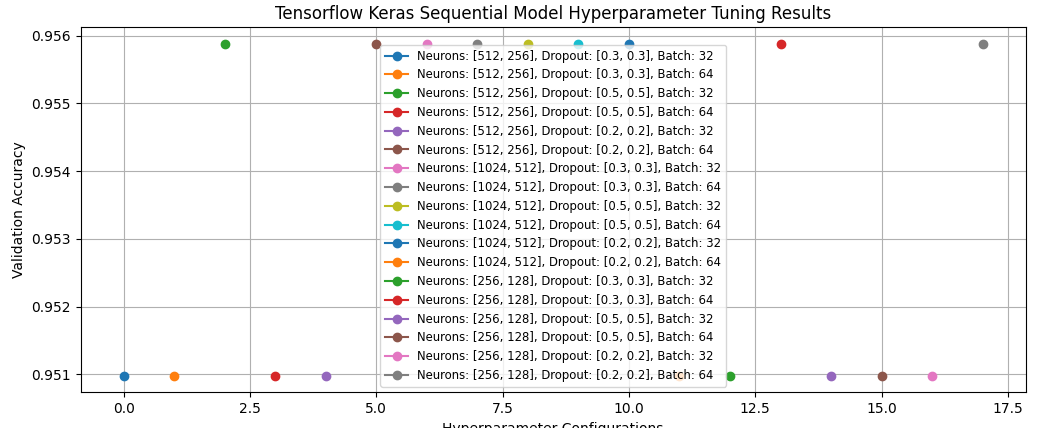 Tensorflow Keras Sequential Model Hyperparameter Tuning Results
0.956
0.955
0.954
0.953
0.952
0.951
Validation Accuracy
Neurons: [512, 256], Dropout: [0.3, 0.3], Batch: 32
Neurons: [512, 256], Dropout: [0.3, 0.3], Batch: 64
Neurons: [512, 256], Dropout: [0.5, 0.5], Batch: 32
Neurons: [512, 256], Dropout: [0.5, 0.5], Batch: 64
Neurons: [512, 256], Dropout: [0.2, 0.2], Batch: 32
Neurons: [512, 256], Dropout: [0.2, 0.2], Batch: 64
Neurons: [1024, 512], Dropout: [0.3, 0.3], Batch: 32
Neurons: [1024, 512], Dropout: [0.3, 0.3], Batch: 64
Neurons: [1024, 512], Dropout: [0.5, 0.5], Batch: 32
Neurons: [1024, 512], Dropout: [0.5, 0.5], Batch: 64
Neurons: [1024, 512], Dropout: [0.2, 0.2], Batch: 32
Neurons: [1024, 512], Dropout: [0.2, 0.2], Batch: 64
Neurons: [256, 128], Dropout: [0.3, 0.3], Batch: 32
Neurons: [256, 128], Dropout: [0.3, 0.3], Batch: 64
Neurons: [256, 128], Dropout: [0.5, 0.5], Batch: 32
Neurons: [256, 128], Dropout: [0.5, 0.5], Batch: 64
Neurons: [256, 128], Dropout: [0.2, 0.2], Batch: 32
Neurons: [256, 128], Dropout: [0.2, 0.2], Batch: 64
0.0 2.5 5.0 7.5 10.0 12.5 15.0 17.5
Hyperparameter Configurations